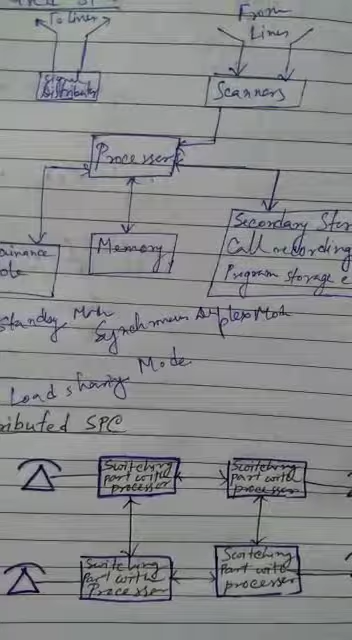 From
To Lines
Lines
Signal
Distributor
Scanners
Processor
Memory
Secondary Stor
Call recording
Program Storage e
Standby Mode
Synchronous duplex Mode
Load sharing Mode
ributed SPC
Switching
part with
processor
Switching
part with
processor
Switching
Part with
Processor
Switching
Part with
processor